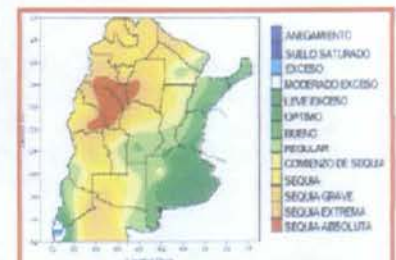 ANEGAMIENTO
SUELO SATURADO
EXCESO
MODERADO EXCESO
LEVE EXCESO
OPTIMO
BUENO
REGULAR
COMIENZO DE SEQUIA
SEQUIA
SEQUIA GRAVE
SEQUIA EXTREMA
SEQUIA ABSOLUTA